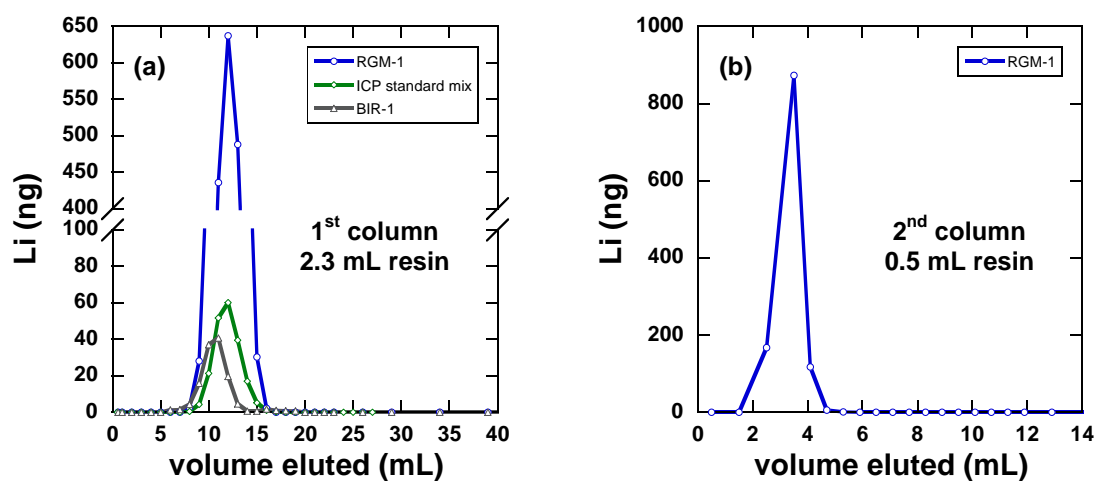 (a)
RGM-1
ICP standard mix
BIR-1
650
600
550
500
450
400
100
80
60
40
20
0
Li (ng)
1st column
2.3 mL resin
0 5 10 15 20 25 30 35 40
volume eluted (mL)
(b)
RGM-1
1000
800
600
400
200
0
Li (ng)
2nd column
0.5 mL resin
0 2 4 6 8 10 12 14
volume eluted (mL)